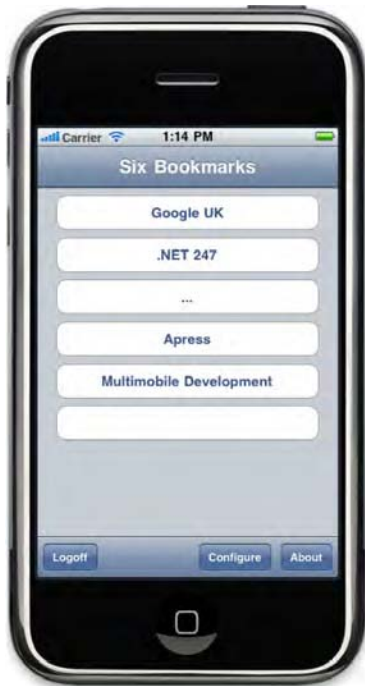 Carrier 1:14 PM
Six Bookmarks
Google UK
.NET 247
...
Apress
Multimobile Development
Logoff Configure About